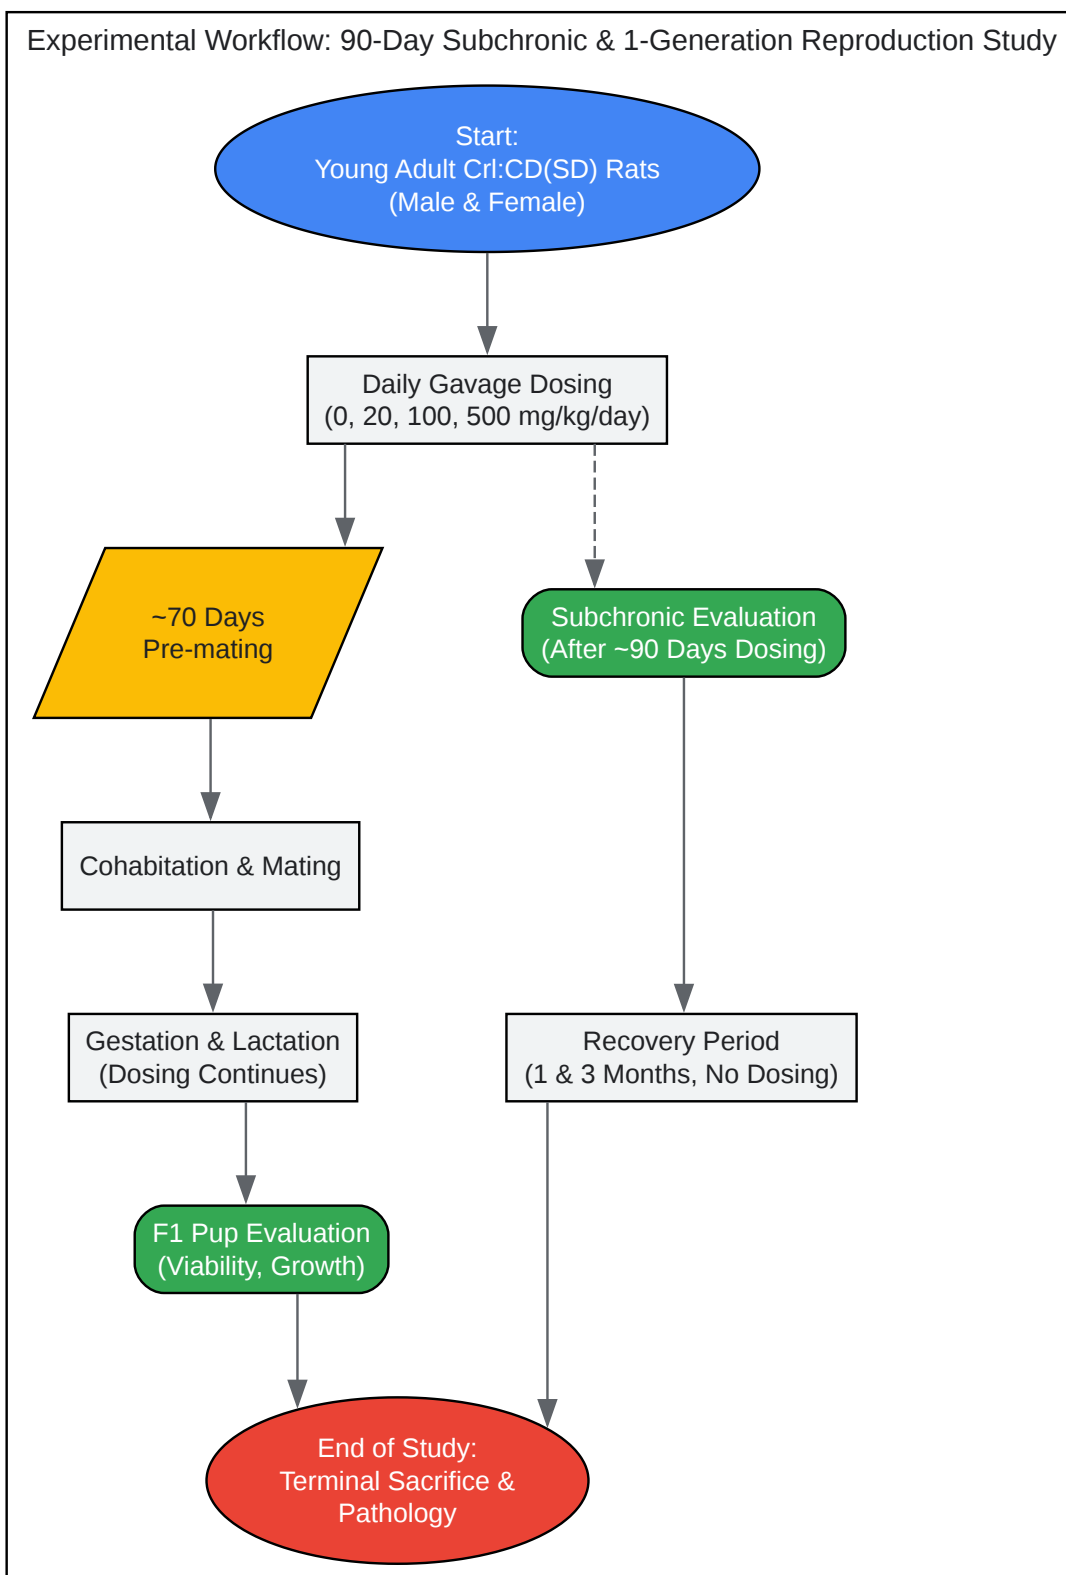 Experimental Workflow: 90-Day Subchronic & 1-Generation Reproduction Study
Start:
Young Adult Crl:CD(SD) Rats
(Male & Female)
Daily Gavage Dosing
(0, 20, 100, 500 mg/kg/day)
~70 Days
Pre-mating
Subchronic Evaluation
(After ~90 Days Dosing)
Cohabitation & Mating
Gestation & Lactation
(Dosing Continues)
Recovery Period
(1 & 3 Months, No Dosing)
F1 Pup Evaluation
(Viability, Growth)
End of Study:
Terminal Sacrifice &
Pathology